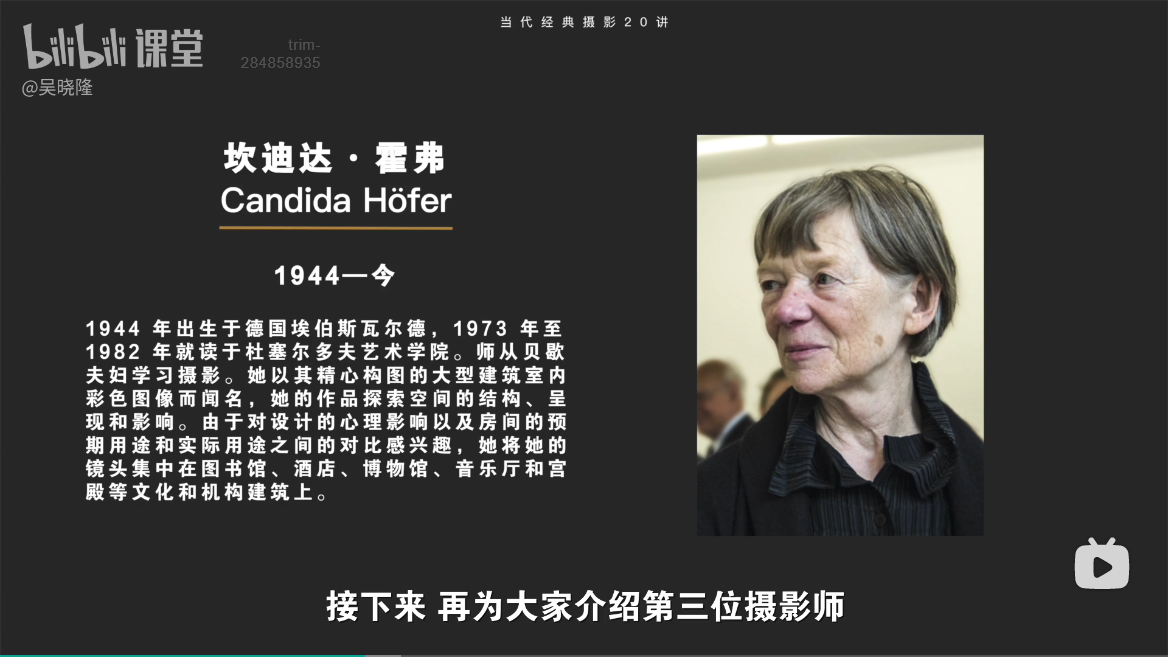 当代经典摄影20讲
bilibili 课堂
trim-
284858935
@吴晓隆
坎迪达·霍弗
Candida Höfer
1944—今
1944 年出生于德国埃伯斯瓦尔德，1973 年至
1982 年就读于杜塞尔多夫艺术学院。师从贝歇
夫妇学习摄影。她以其精心构图的大型建筑室内
彩色图像而闻名，她的作品探索空间的结构、呈
现和影响。由于对设计的心理影响以及房间的预
期用途和实际用途之间的对比感兴趣，她将她的
镜头集中在图书馆、酒店、博物馆、音乐厅和宫
殿等文化和机构建筑上。
接下来 再为大家介绍第三位摄影师